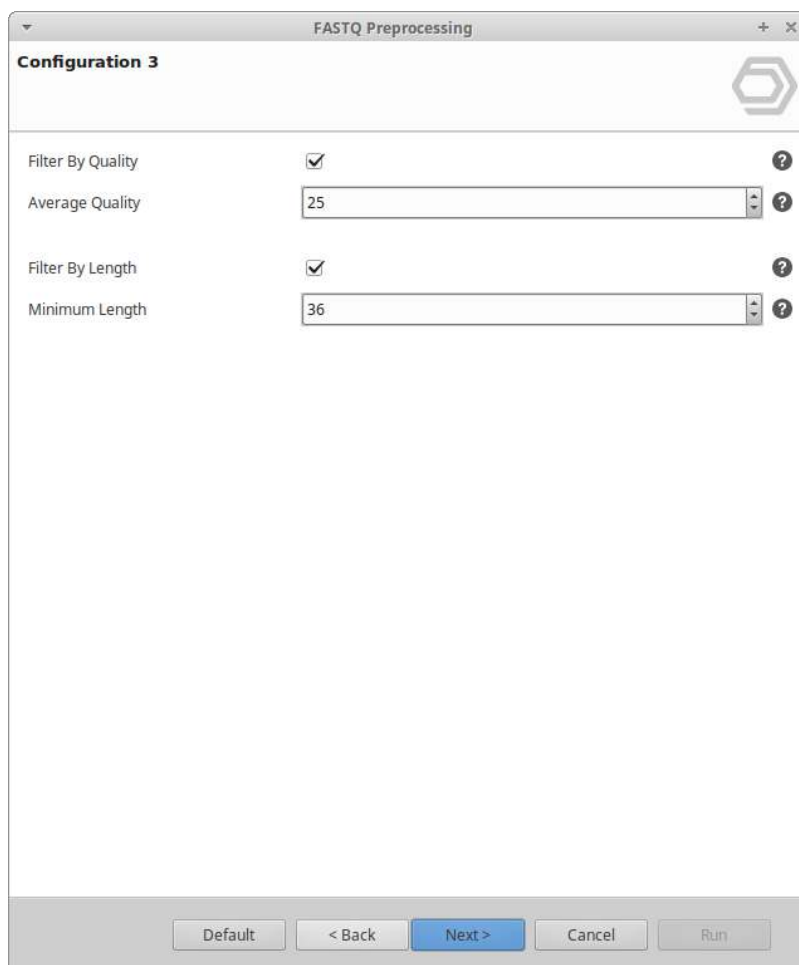 FASTQ Preprocessing
Configuration 3
Filter By Quality
Average Quality 25
Filter By Length
Minimum Length 36
Default < Back Next > Cancel Run